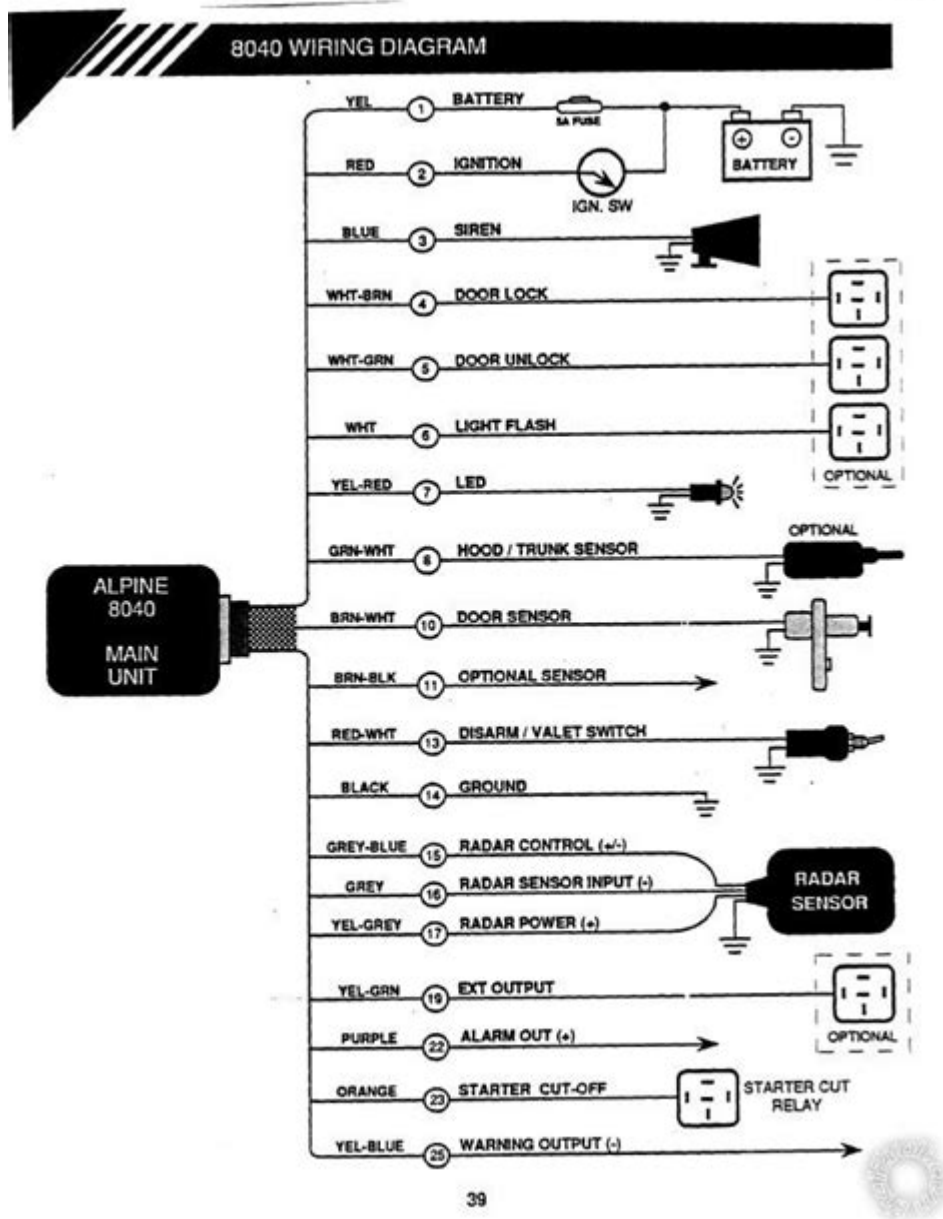 8040 WIRING DIAGRAM
YEL 1 BATTERY
5A FUSE
+ -
BATTERY
RED 2 IGNITION
IGN. SW
BLUE 3 SIREN
WHT-BRN 4 DOOR LOCK
WHT-GRN 5 DOOR UNLOCK
WHT 6 LIGHT FLASH
OPTIONAL
YEL-RED 7 LED
OPTIONAL
GRN-WHT 8 HOOD / TRUNK SENSOR
ALPINE
8040
MAIN
UNIT
BRN-WHT 10 DOOR SENSOR
BRN-BLK 11 OPTIONAL SENSOR
RED-WHT 13 DISARM / VALET SWITCH
BLACK 14 GROUND
GREY-BLUE 15 RADAR CONTROL (+/-)
GREY 16 RADAR SENSOR INPUT (-)
YEL-GREY 17 RADAR POWER (+)
RADAR
SENSOR
YEL-GRN 19 EXT OUTPUT
OPTIONAL
PURPLE 22 ALARM OUT (+)
ORANGE 23 STARTER CUT-OFF
STARTER CUT
RELAY
YEL-BLUE 25 WARNING OUTPUT (-)
39